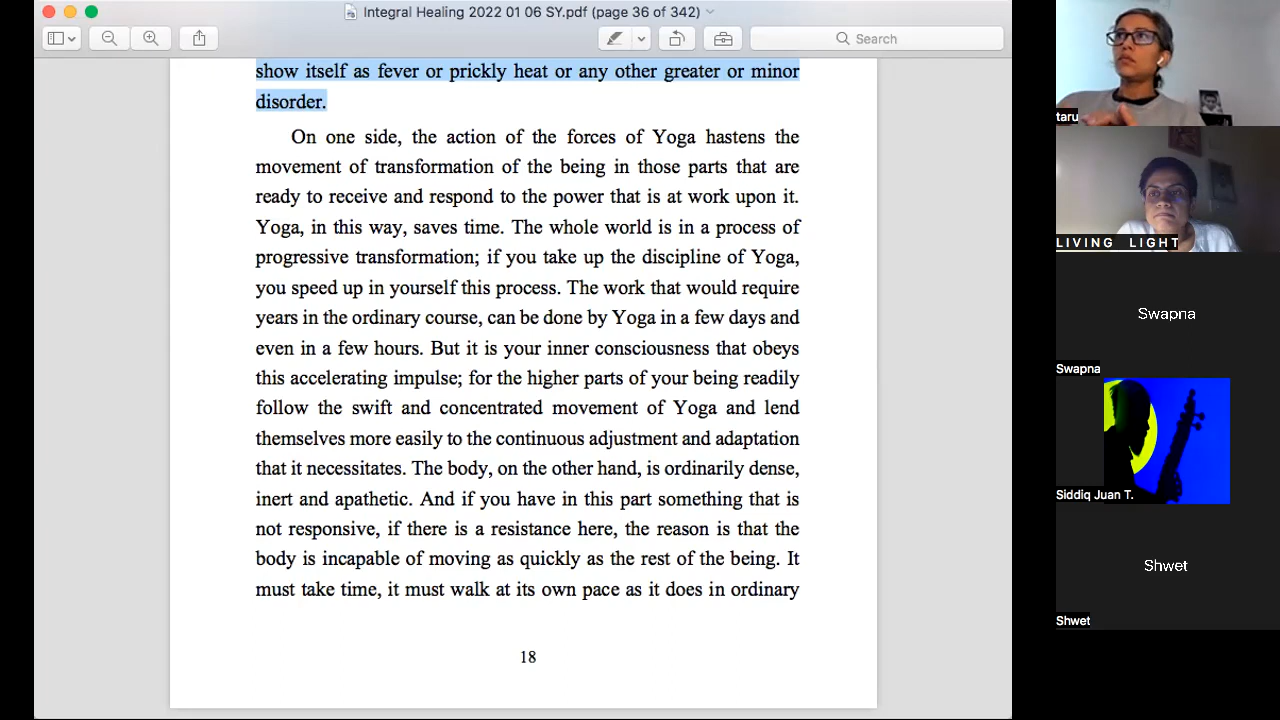 Integral Healing 2022 01 06 SY.pdf (page 36 of 342)
Search
show itself as fever or prickly heat or any other greater or minor
disorder.
On one side, the action of the forces of Yoga hastens the
movement of transformation of the being in those parts that are
ready to receive and respond to the power that is at work upon it.
Yoga, in this way, saves time. The whole world is in a process of
progressive transformation; if you take up the discipline of Yoga,
you speed up in yourself this process. The work that would require
years in the ordinary course, can be done by Yoga in a few days and
even in a few hours. But it is your inner consciousness that obeys
this accelerating impulse; for the higher parts of your being readily
follow the swift and concentrated movement of Yoga and lend
themselves more easily to the continuous adjustment and adaptation
that it necessitates. The body, on the other hand, is ordinarily dense,
inert and apathetic. And if you have in this part something that is
not responsive, if there is a resistance here, the reason is that the
body is incapable of moving as quickly as the rest of the being. It
must take time, it must walk at its own pace as it does in ordinary
18
taru
LIVING LIGHT
Swapna
Swapna
Siddiq Juan T.
Shwet
Shwet